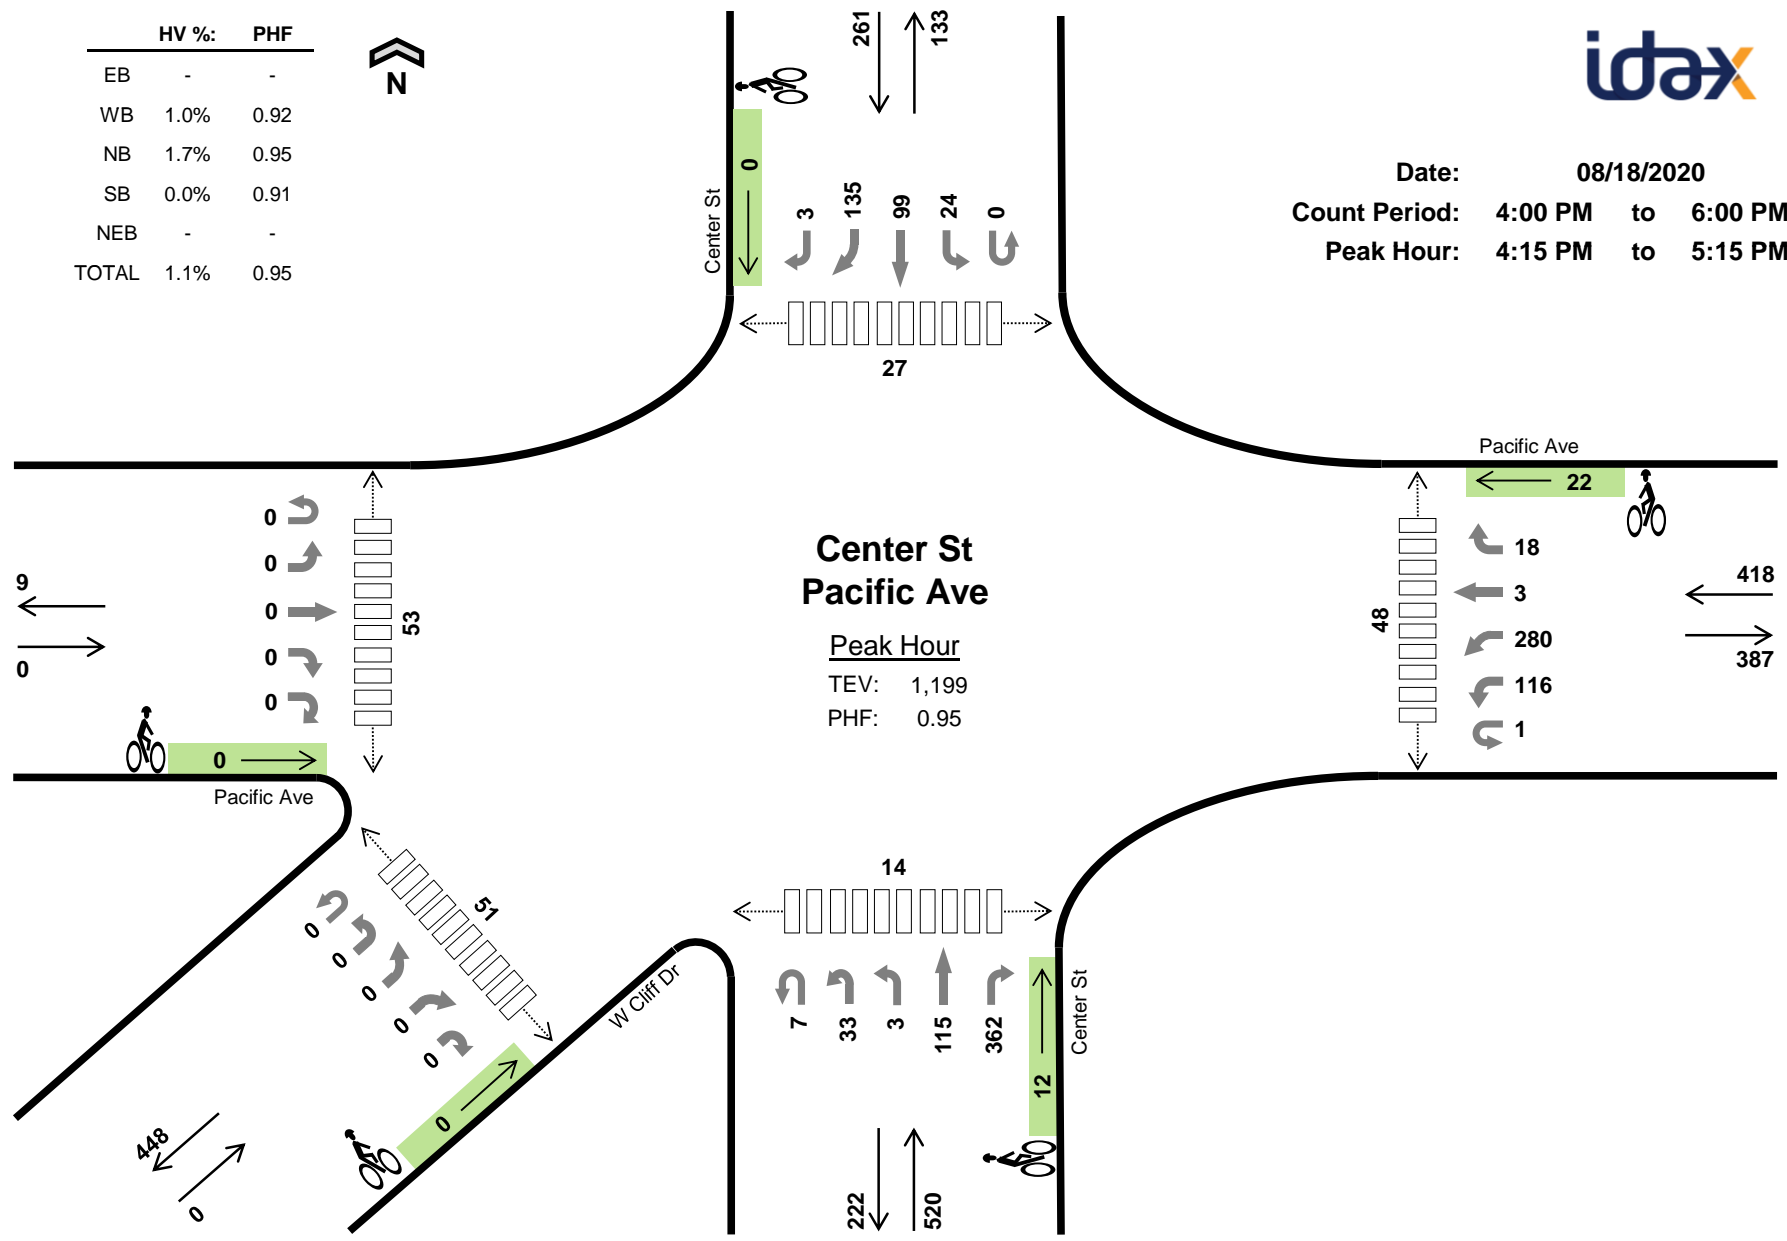 HV %: PHF
EB - -
WB 1.0% 0.92
NB 1.7% 0.95
SB 0.0% 0.91
NEB - -
TOTAL 1.1% 0.95
N
261
133
idax
Date: 08/18/2020
Count Period: 4:00 PM to 6:00 PM
Peak Hour: 4:15 PM to 5:15 PM
Center St
0
3
135
99
24
0
27
Pacific Ave
22
18
3
280
116
1
48
418
387
0
0
0
0
0
53
9
0
0
Pacific Ave
Center St
Pacific Ave
Peak Hour
TEV: 1,199
PHF: 0.95
51
0
0
0
0
0
0
W Cliff Dr
448
0
14
7
33
3
115
362
12
Center St
222
520